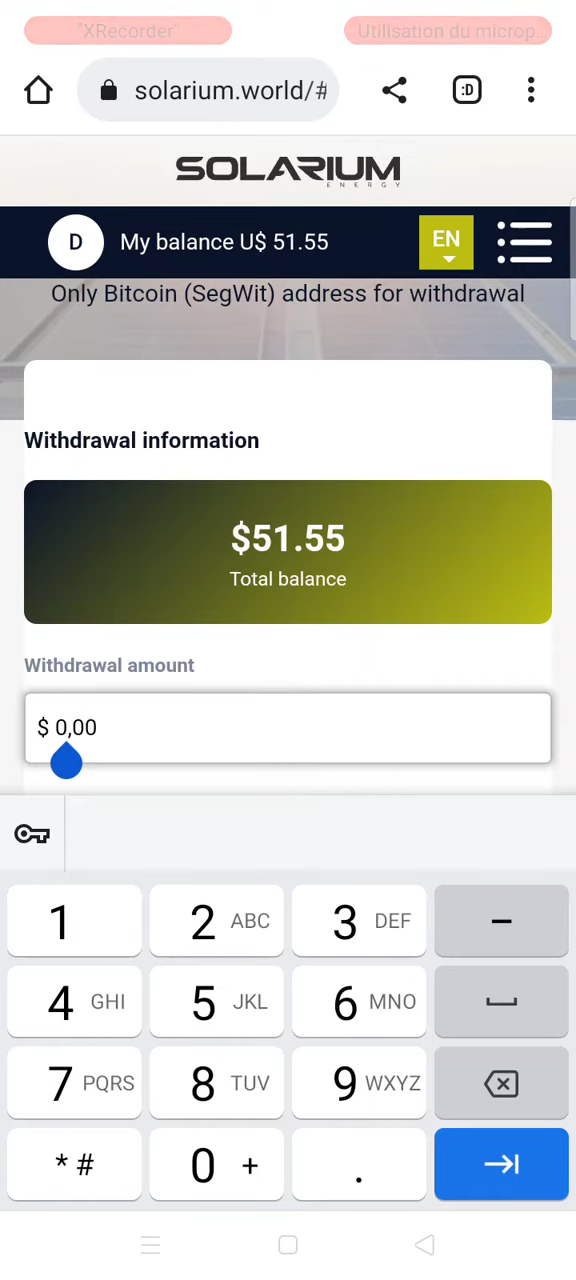 "XRecorder"
Utilisation du microp...
:D
solarium.world/#
SOLARIUM
ENERGY
D
My balance U$ 51.55
EN
Only Bitcoin (SegWit) address for withdrawal
Withdrawal information
$51.55
Total balance
Withdrawal amount
$ 0,00
1
2 ABC
3 DEF
–
4 GHI
5 JKL
6 MNO
7 PQRS
8 TUV
9 WXYZ
* #
0 +
.